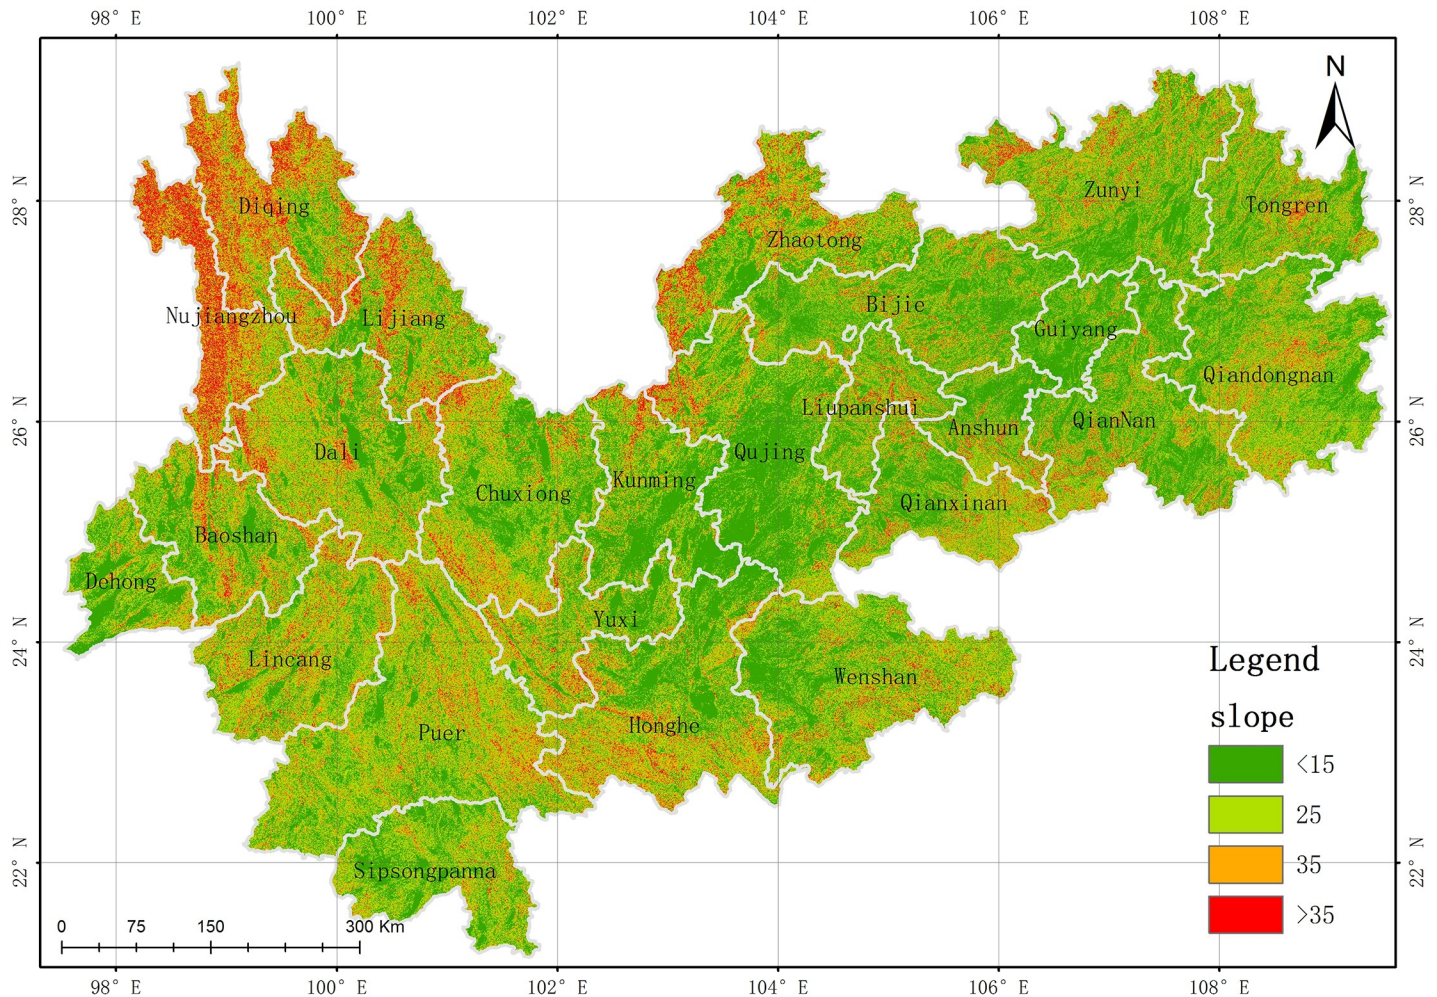 98° E 100° E 102° E 104° E 106° E 108° E
N
28° N
28° N
26° N
26° N
24° N
24° N
22° N
22° N
Diqing
Zunyi
Tongren
Zhaotong
Nujiangzhou
Lijiang
Bijie
Guiyang
Qiandongnan
Liupanshui
Anshun
QianNan
Dali
Qujing
Kunming
Chuxiong
Qianxinan
Baoshan
Dehong
Yuxi
Lincang
Wenshan
Puer
Honghe
Sipsongpanna
Legend
slope
<15
25
35
>35
0 75 150 300 Km
98° E 100° E 102° E 104° E 106° E 108° E